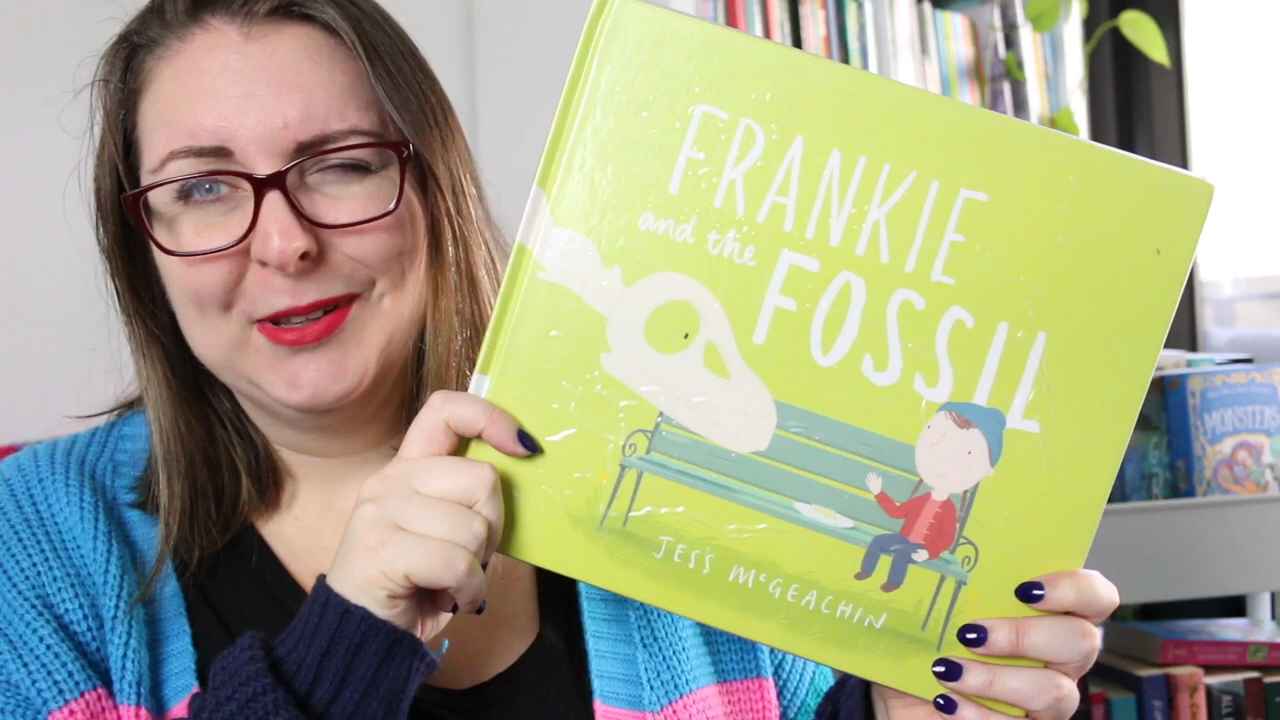 FRANKIE
and the
FOSSIL
JESS McGEACHIN
MONSTERS